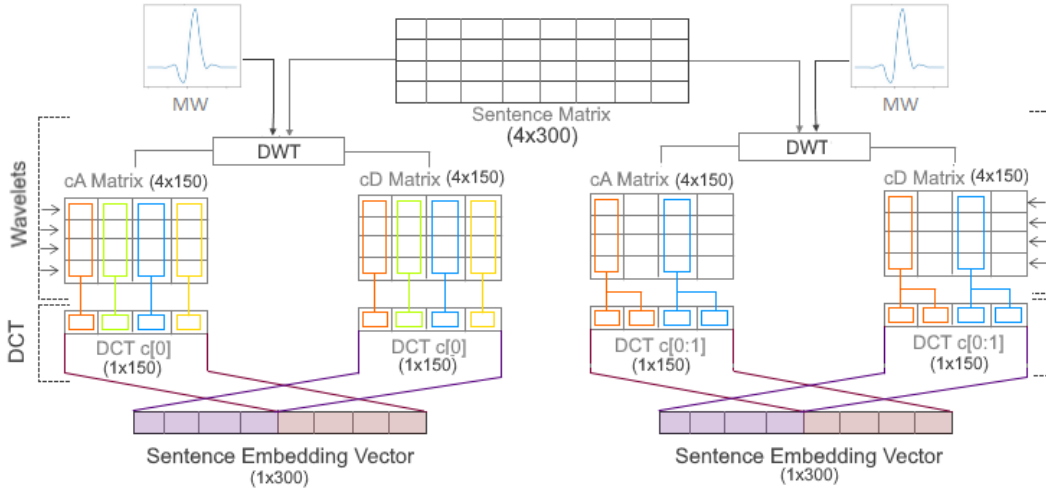 MW
Sentence Matrix
(4x300)
MW
DWT
DWT
Wavelets
cA Matrix (4x150)
cD Matrix (4x150)
cA Matrix (4x150)
cD Matrix (4x150)
DCT
DCT c[0]
(1x150)
DCT c[0]
(1x150)
DCT c[0:1]
(1x150)
DCT c[0:1]
(1x150)
Sentence Embedding Vector
(1x300)
Sentence Embedding Vector
(1x300)